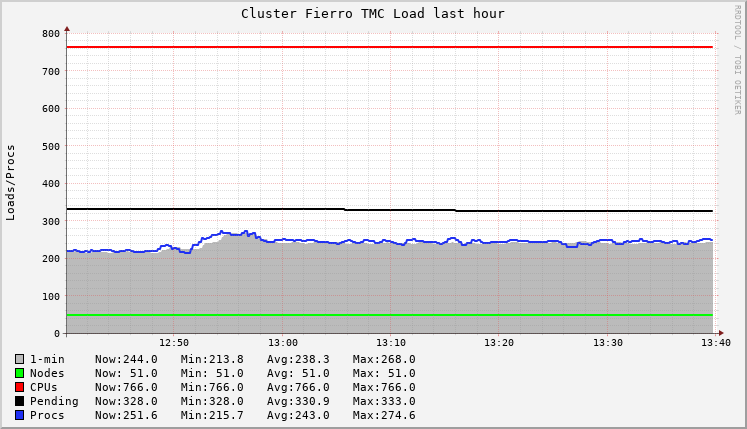 Cluster Fierro TMC Load last hour
RRDTOOL / TOBI OETIKER
Loads/Procs
800
700
600
500
400
300
200
100
0
12:50 13:00 13:10 13:20 13:30 13:40
1-min Now:244.0 Min:213.8 Avg:238.3 Max:268.0
Nodes Now: 51.0 Min: 51.0 Avg: 51.0 Max: 51.0
CPUs Now:766.0 Min:766.0 Avg:766.0 Max:766.0
Pending Now:328.0 Min:328.0 Avg:330.9 Max:333.0
Procs Now:251.6 Min:215.7 Avg:243.0 Max:274.6